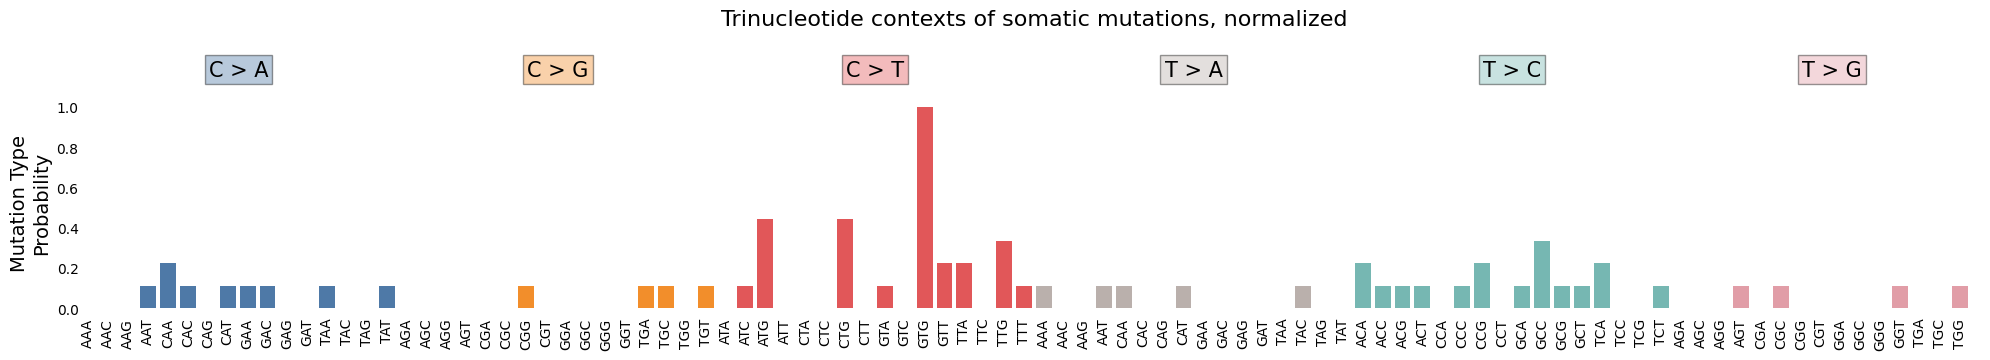 Trinucleotide contexts of somatic mutations, normalized
C > A
C > G
C > T
T > A
T > C
T > G
Mutation Type
Probability
1.0
0.8
0.6
0.4
0.2
0.0
AAA
AAC
AAG
AAT
CAA
CAC
CAG
CAT
GAA
GAC
GAG
GAT
TAA
TAC
TAG
TAT
AGA
AGC
AGG
AGT
CGA
CGC
CGG
CGT
GGA
GGC
GGG
GGT
TGA
TGC
TGG
TGT
ATA
ATC
ATG
ATT
CTA
CTC
CTG
CTT
GTA
GTC
GTG
GTT
TTA
TTC
TTG
TTT
AAA
AAC
AAG
AAT
CAA
CAC
CAG
CAT
GAA
GAC
GAG
GAT
TAA
TAC
TAG
TAT
ACA
ACC
ACG
ACT
CCA
CCC
CCG
CCT
GCA
GCC
GCG
GCT
TCA
TCC
TCG
TCT
AGA
AGC
AGG
AGT
CGA
CGC
CGG
CGT
GGA
GGC
GGG
GGT
TGA
TGC
TGG